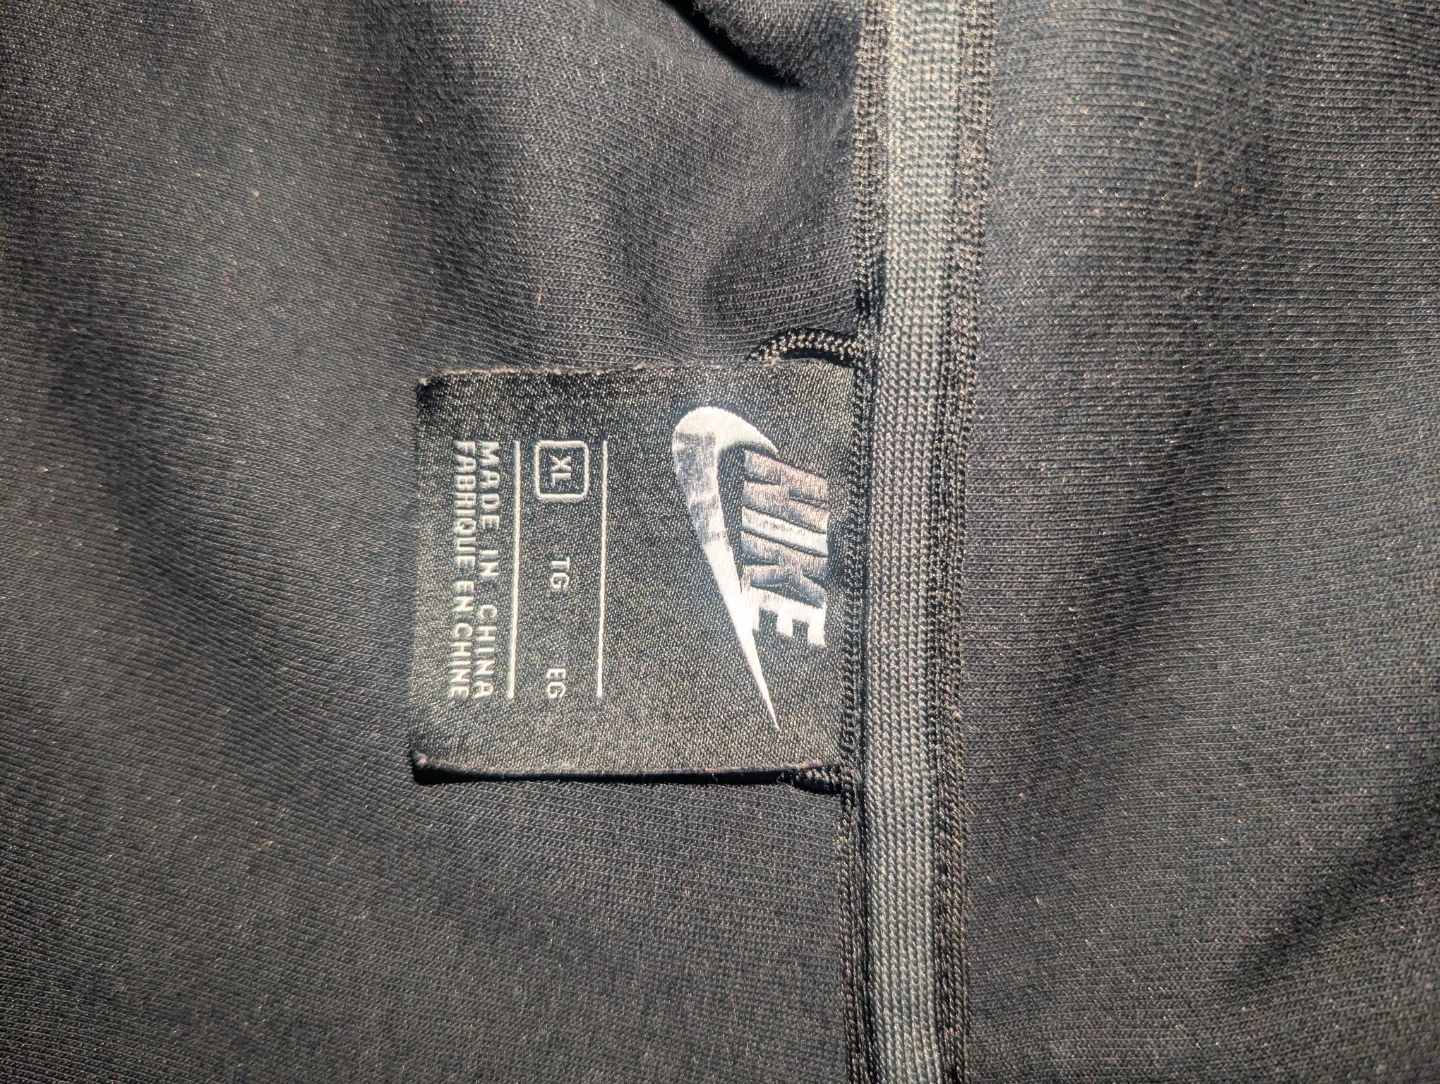 NIKE
XL TG EG
MADE IN CHINA
FABRIQUE EN CHINE